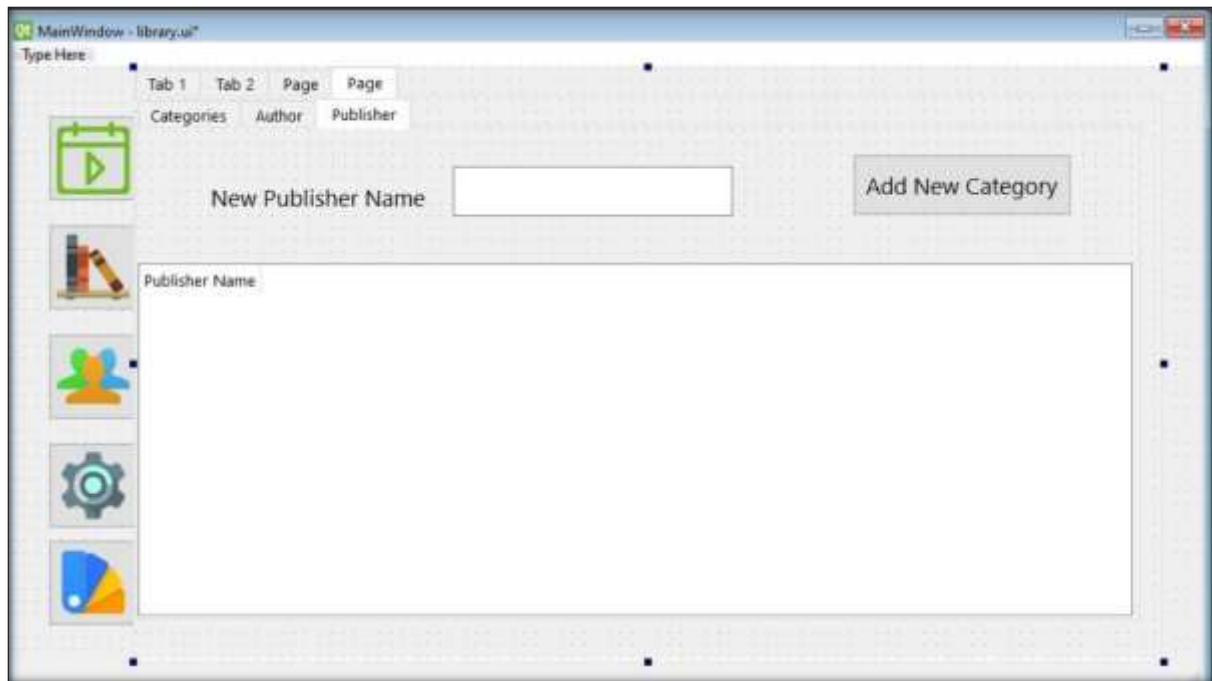 MainWindow - library.ui*
Type Here
Tab 1 Tab 2 Page Page
Categories Author Publisher
New Publisher Name Add New Category
Publisher Name